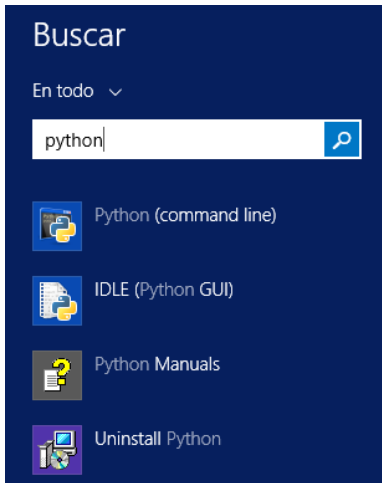 Buscar
En todo
python
Python (command line)
IDLE (Python GUI)
Python Manuals
Uninstall Python